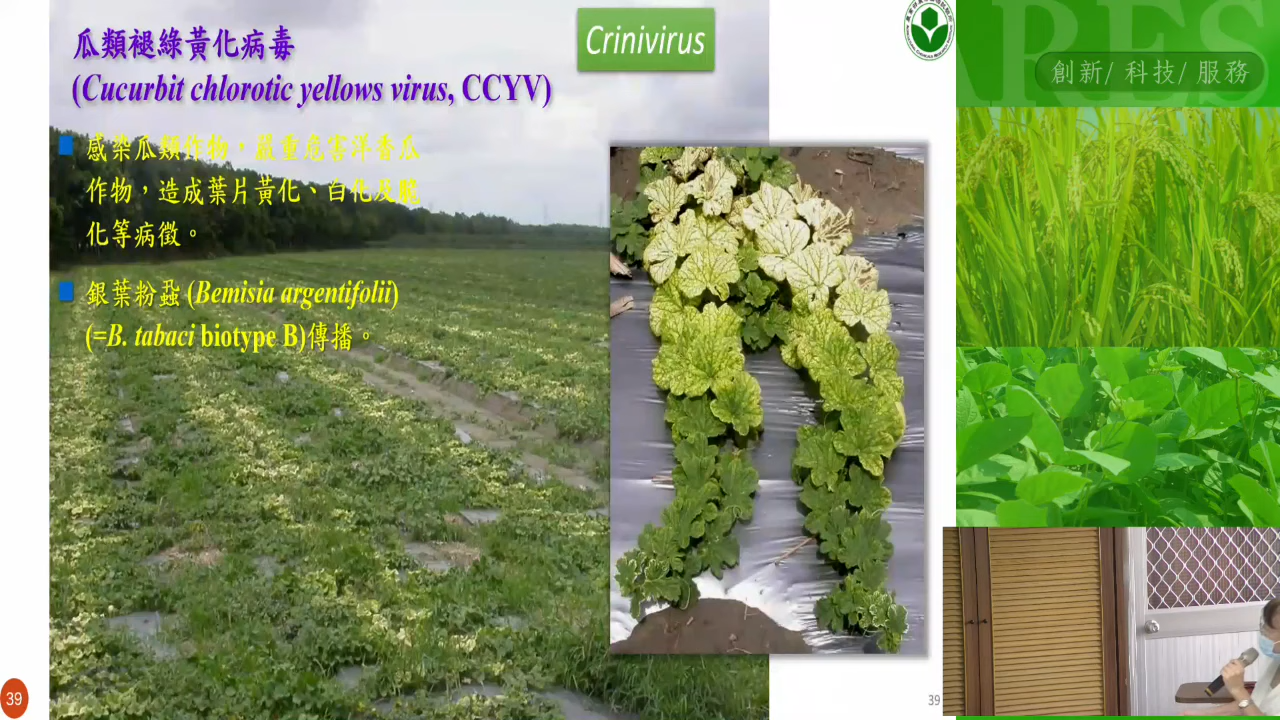 瓜類褪綠黃化病毒
(Cucurbit chlorotic yellows virus, CCYV)
Crinivirus
創新/ 科技/ 服務
感染瓜類作物，嚴重危害洋香瓜
作物，造成葉片黃化、白化及脆
化等病徵。
銀葉粉蝨 (Bemisia argentifolii)
(=B. tabaci biotype B)傳播。
39
39